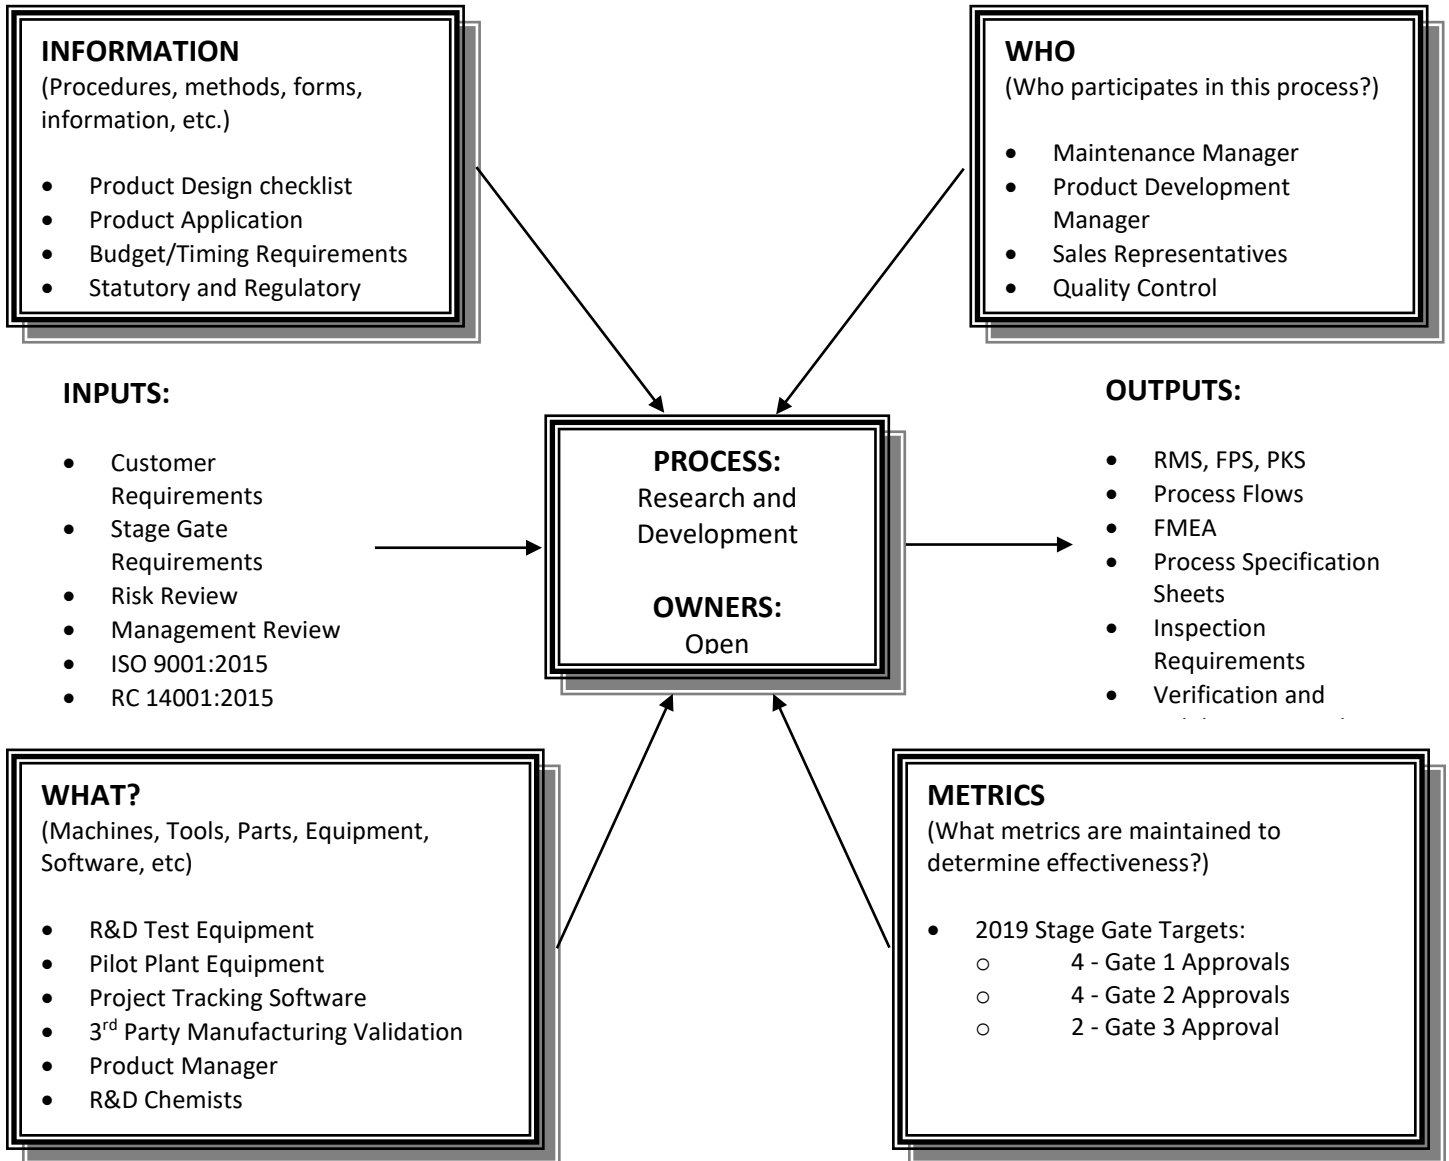 INFORMATION
(Procedures, methods, forms,
information, etc.)
• Product Design checklist
• Product Application
• Budget/Timing Requirements
• Statutory and Regulatory
WHO
(Who participates in this process?)
• Maintenance Manager
• Product Development
Manager
• Sales Representatives
• Quality Control
INPUTS:
• Customer
Requirements
• Stage Gate
Requirements
• Risk Review
• Management Review
• ISO 9001:2015
• RC 14001:2015
PROCESS:
Research and
Development
OWNERS:
Open
OUTPUTS:
• RMS, FPS, PKS
• Process Flows
• FMEA
• Process Specification
Sheets
• Inspection
Requirements
• Verification and
WHAT?
(Machines, Tools, Parts, Equipment,
Software, etc)
• R&D Test Equipment
• Pilot Plant Equipment
• Project Tracking Software
• 3rd Party Manufacturing Validation
• Product Manager
• R&D Chemists
METRICS
(What metrics are maintained to
determine effectiveness?)
• 2019 Stage Gate Targets:
o 4 - Gate 1 Approvals
o 4 - Gate 2 Approvals
o 2 - Gate 3 Approval